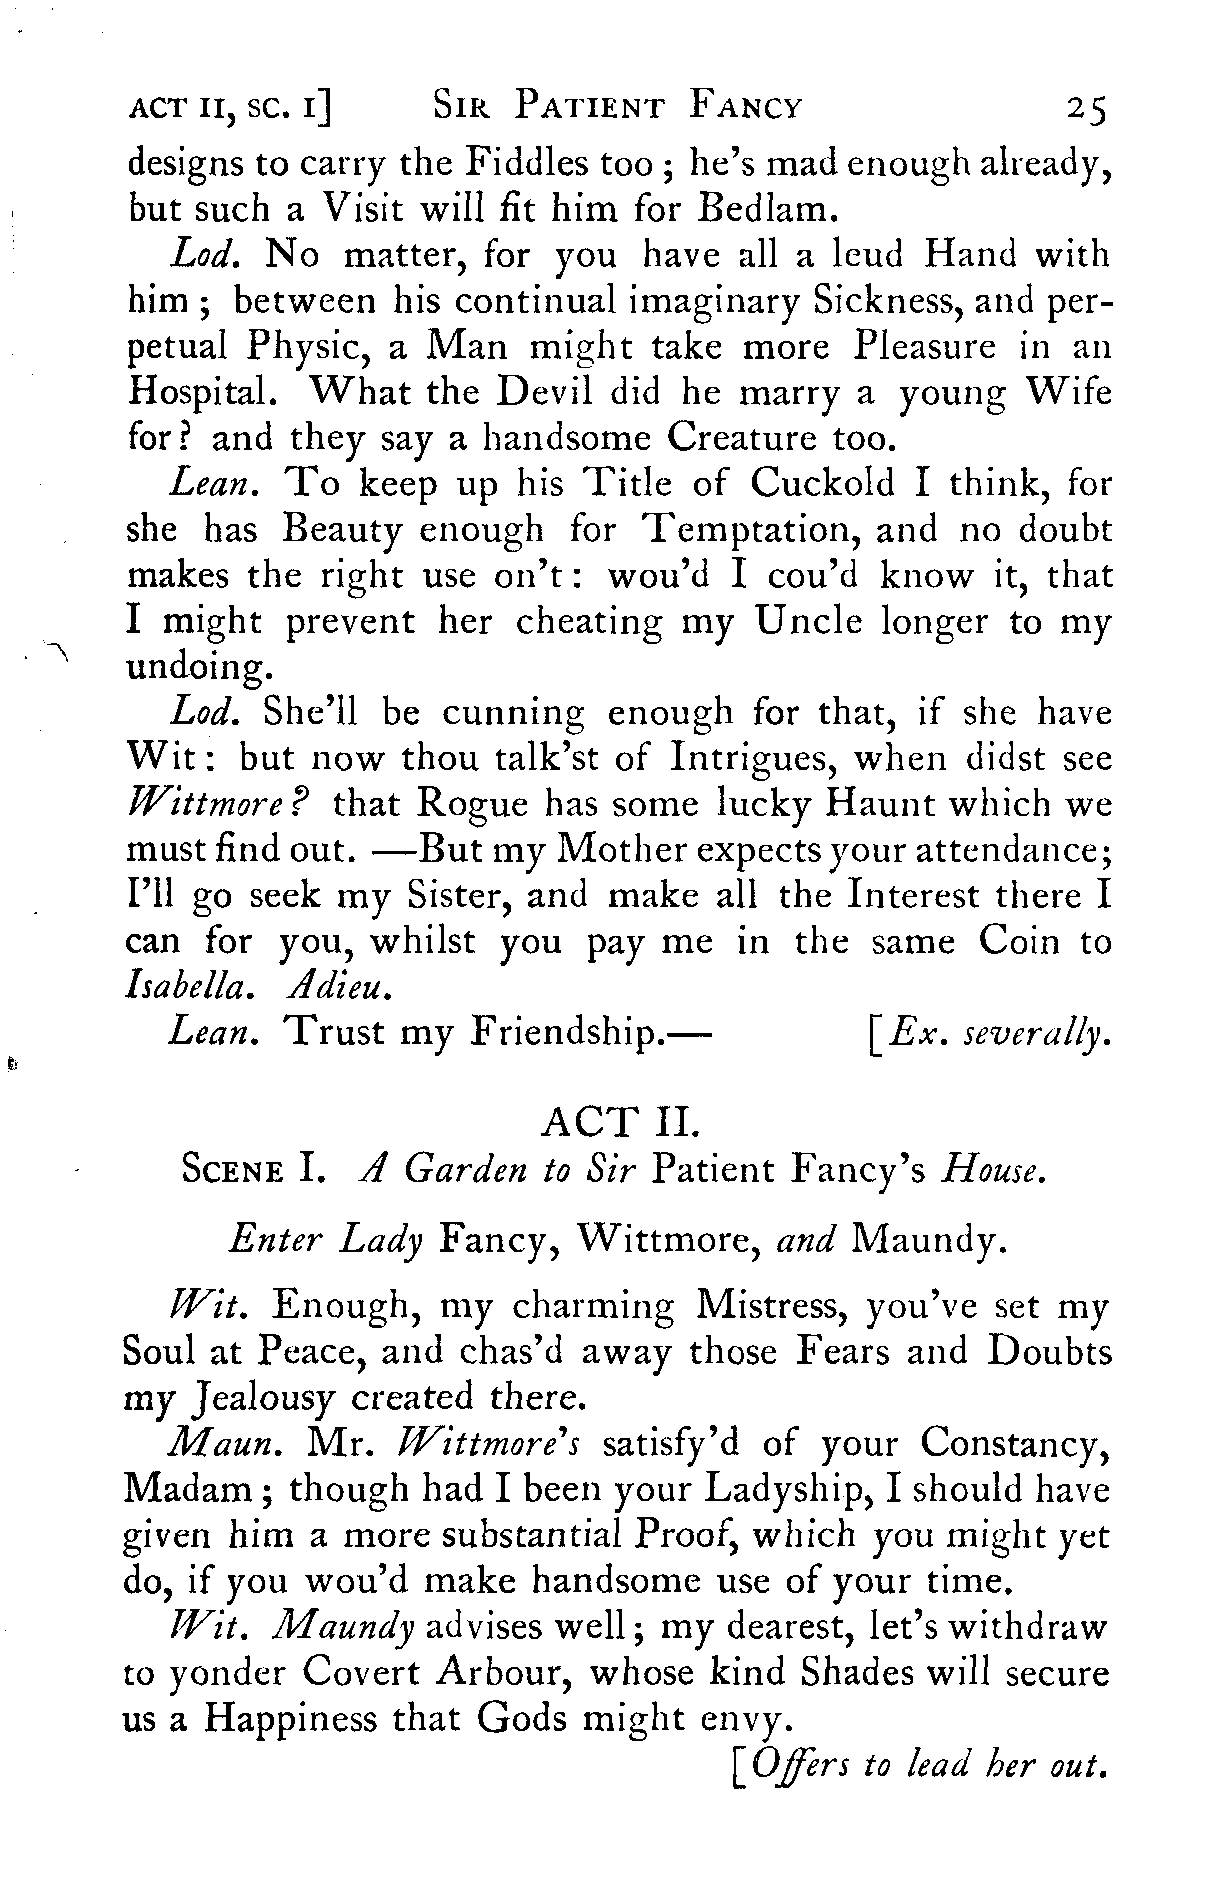 ACT II, SC. I] SIR PATIENT FANCY 25
designs to carry the Fiddles too ; he's mad enough already,
but such a Visit will fit him for Bedlam.
Lod. No matter, for you have all a leud Hand with
him ; between his continual imaginary Sickness, and per-
petual Physic, a Man might take more Pleasure in an
Hospital. What the Devil did he marry a young Wife
for ? and they say a handsome Creature too.
Lean. To keep up his Title of Cuckold I think, for
she has Beauty enough for Temptation, and no doubt
makes the right use on't : wou'd I cou'd know it, that
I might prevent her cheating my Uncle longer to my
undoing.
Lod. She'll be cunning enough for that, if she have
Wit : but now thou talk'st of Intrigues, when didst see
Wittmore ? that Rogue has some lucky Haunt which we
must find out. —But my Mother expects your attendance;
I'll go seek my Sister, and make all the Interest there I
can for you, whilst you pay me in the same Coin to
Isabella. Adieu.
Lean. Trust my Friendship.— [Ex. severally.
ACT II.
SCENE I. A Garden to Sir Patient Fancy's House.
Enter Lady Fancy, Wittmore, and Maundy.
Wit. Enough, my charming Mistress, you've set my
Soul at Peace, and chas'd away those Fears and Doubts
my Jealousy created there.
Maun. Mr. Wittmore's satisfy'd of your Constancy,
Madam ; though had I been your Ladyship, I should have
given him a more substantial Proof, which you might yet
do, if you wou'd make handsome use of your time.
Wit. Maundy advises well ; my dearest, let's withdraw
to yonder Covert Arbour, whose kind Shades will secure
us a Happiness that Gods might envy.
[Offers to lead her out.